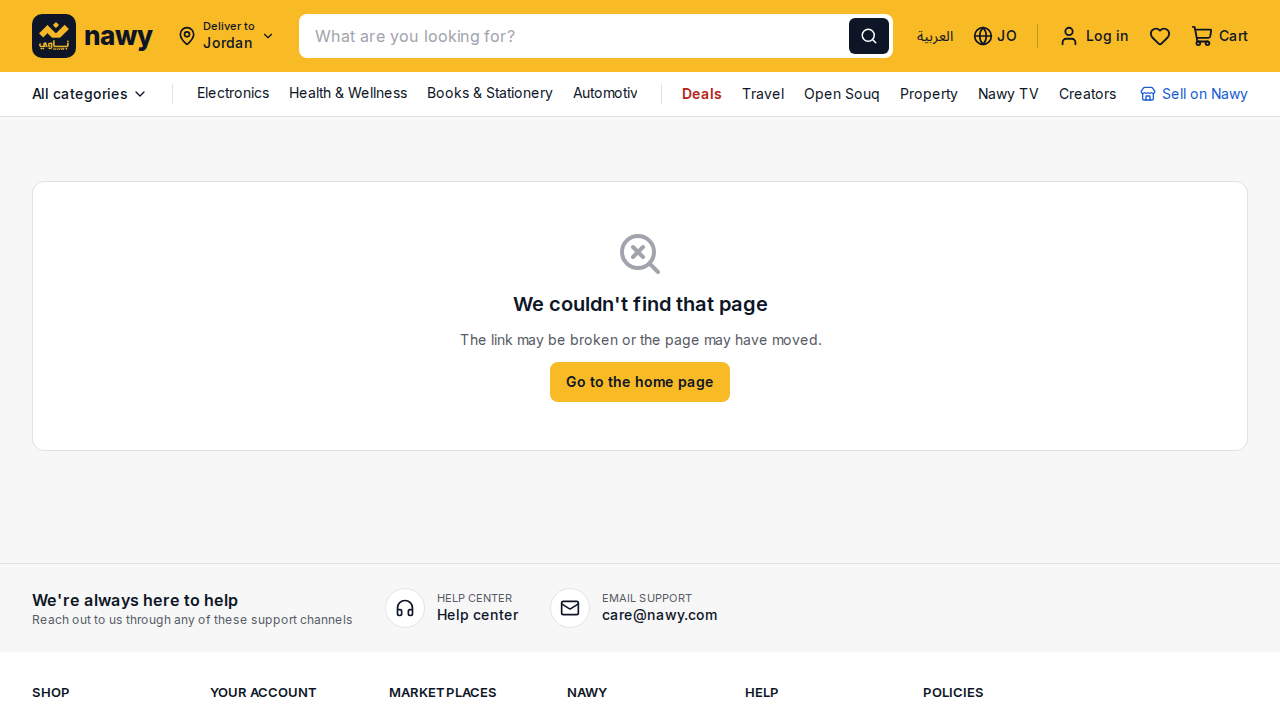 نـــاوي
nawy
Deliver to
Jordan
What are you looking for?
العربية
JO
Log in
Cart
All categories
Electronics
Health & Wellness
Books & Stationery
Automotiv
Deals
Travel
Open Souq
Property
Nawy TV
Creators
Sell on Nawy
We couldn't find that page
The link may be broken or the page may have moved.
Go to the home page
We're always here to help
Reach out to us through any of these support channels
HELP CENTER
Help center
EMAIL SUPPORT
care@nawy.com
SHOP
YOUR ACCOUNT
MARKETPLACES
NAWY
HELP
POLICIES